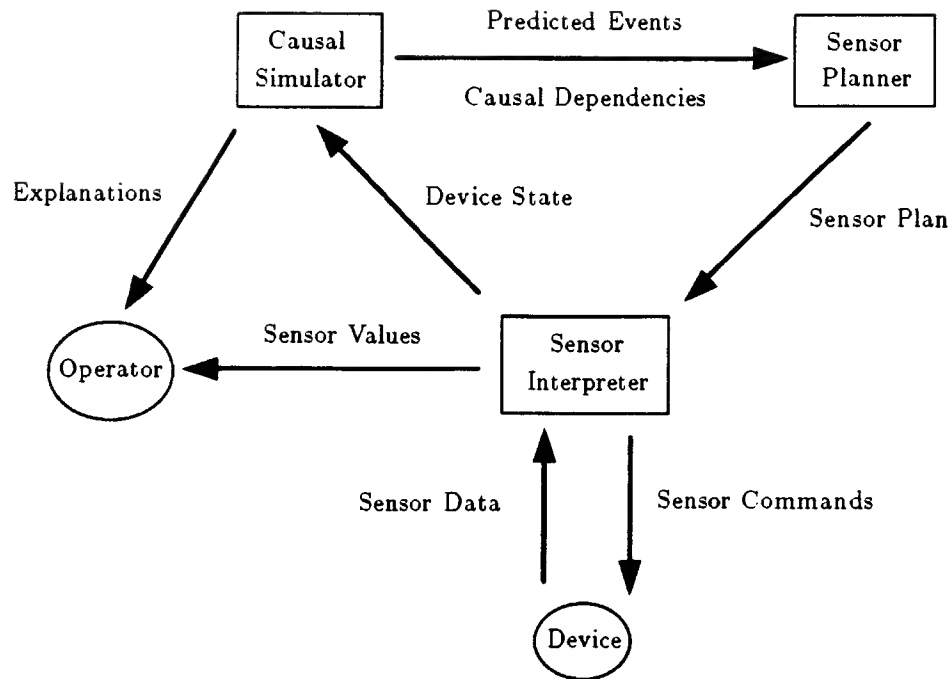 Causal
Simulator
Predicted Events
Causal Dependencies
Sensor
Planner
Explanations
Device State
Sensor Plan
Operator
Sensor Values
Sensor
Interpreter
Sensor Data
Sensor Commands
Device